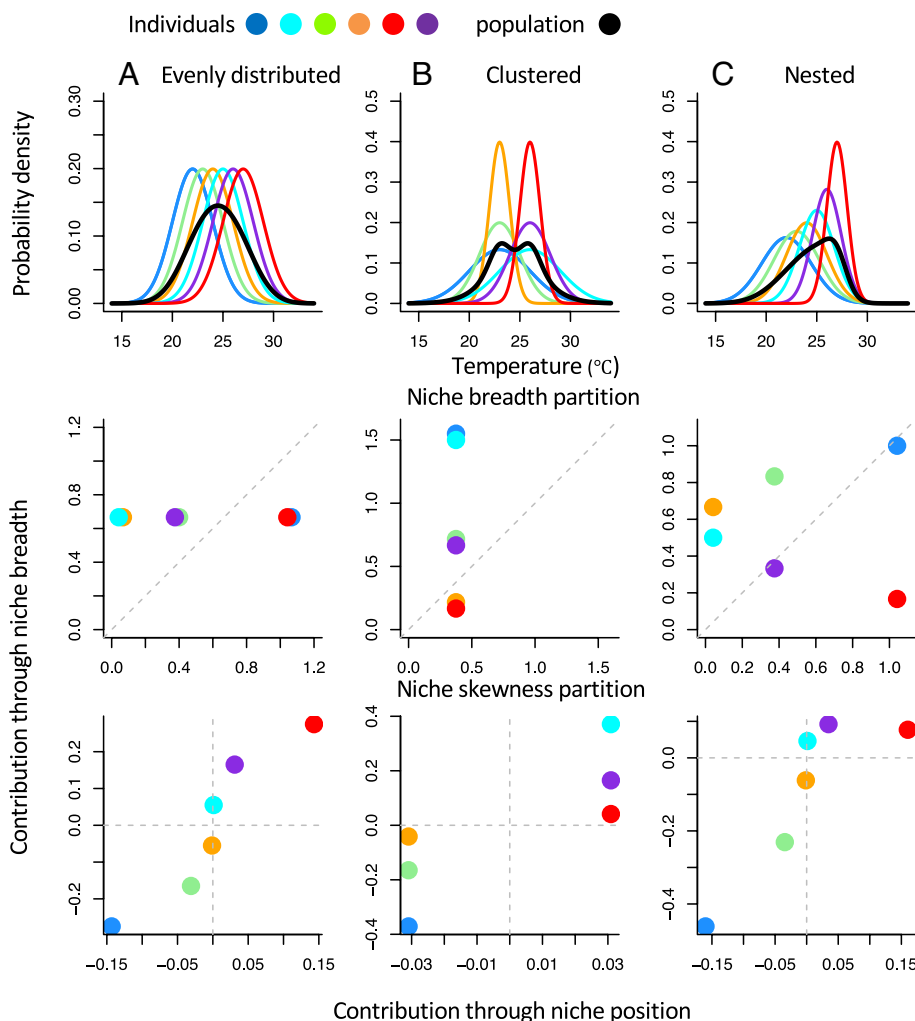 Individuals population
A Evenly distributed B Clustered C Nested
Probability density
0.00 0.05 0.10 0.15 0.20 0.30
0.0 0.1 0.2 0.3 0.4 0.5
0.0 0.1 0.2 0.3 0.4 0.5
15 20 25 30
15 20 25 30
15 20 25 30
Temperature (°C)
Niche breadth partition
Contribution through niche breadth
0.0 0.4 0.8 1.2
0.0 0.5 1.0 1.5
0.0 0.2 0.4 0.6 0.8 1.0
0.0 0.4 0.8 1.2
0.0 0.5 1.0 1.5
0.0 0.2 0.4 0.6 0.8 1.0
Niche skewness partition
−0.2 0.0 0.1 0.2
−0.4 −0.2 0.0 0.2 0.4
−0.4 −0.2 0.0
−0.15 −0.05 0.05 0.15
−0.03 −0.01 0.01 0.03
−0.15 −0.05 0.05 0.15
Contribution through niche position